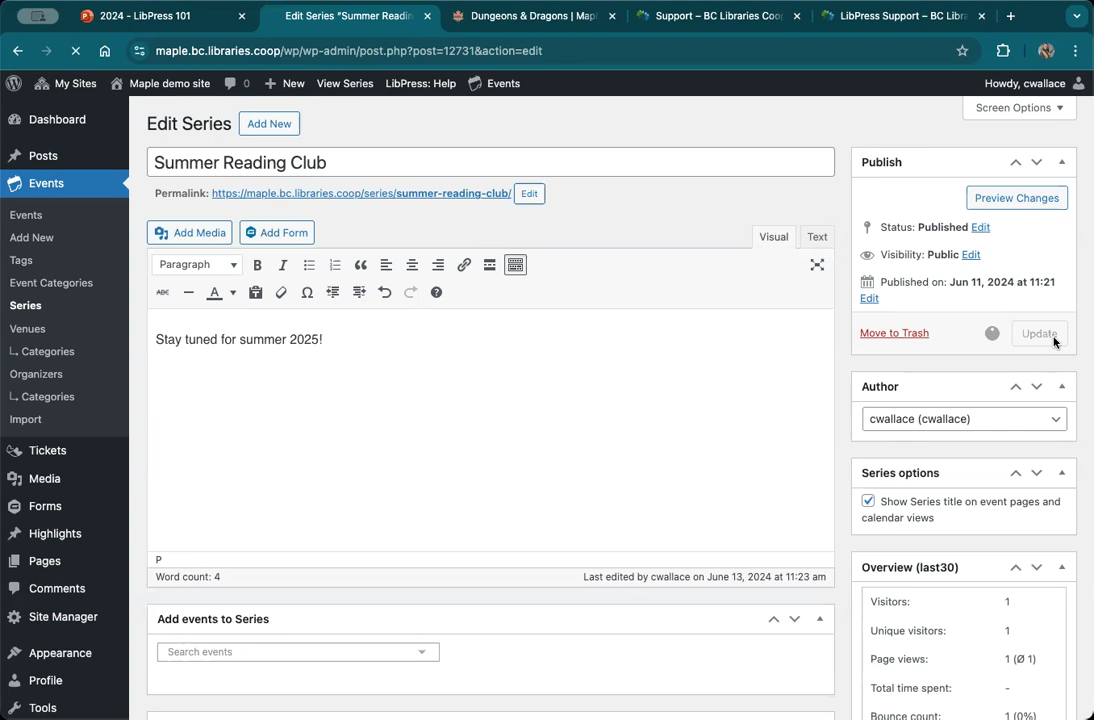 2024 - LibPress 101
Edit Series "Summer Readin
Dungeons & Dragons | Mapl
Support – BC Libraries Coop
LibPress Support – BC Libra
maple.bc.libraries.coop/wp/wp-admin/post.php?post=12731&action=edit
My Sites
Maple demo site
0
New
View Series
LibPress: Help
Events
Howdy, cwallace
Screen Options
Dashboard
Posts
Events
Events
Add New
Tags
Event Categories
Series
Venues
Categories
Organizers
Categories
Import
Tickets
Media
Forms
Highlights
Pages
Comments
Site Manager
Appearance
Profile
Tools
Edit Series
Add New
Summer Reading Club
Permalink: https://maple.bc.libraries.coop/series/summer-reading-club/ Edit
Add Media
Add Form
Visual
Text
Paragraph
Stay tuned for summer 2025!
P
Word count: 4
Last edited by cwallace on June 13, 2024 at 11:23 am
Add events to Series
Search events
Publish
Preview Changes
Status: Published Edit
Visibility: Public Edit
Published on: Jun 11, 2024 at 11:21
Edit
Move to Trash
Update
Author
cwallace (cwallace)
Series options
Show Series title on event pages and
calendar views
Overview (last30)
Visitors: 1
Unique visitors: 1
Page views: 1 (Ø 1)
Total time spent: -
Bounce count: 1 (0%)